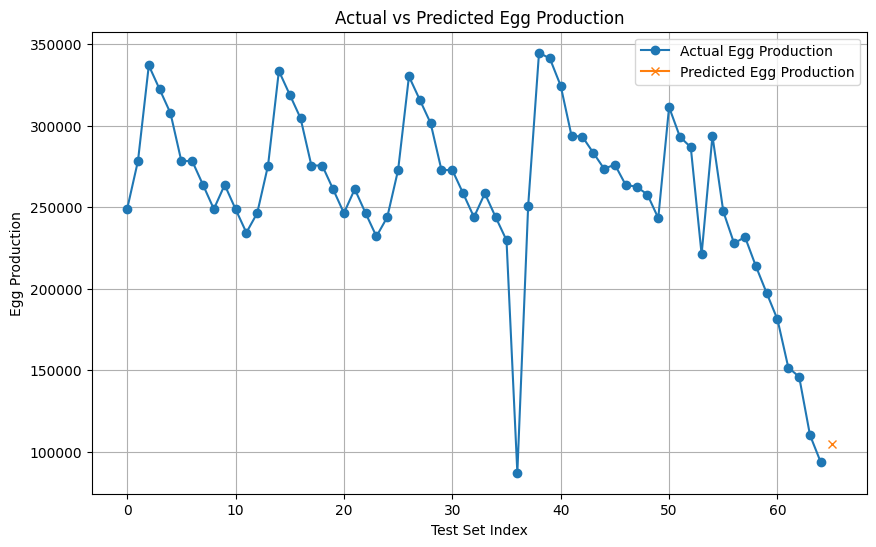 Actual vs Predicted Egg Production
Actual Egg Production
Predicted Egg Production
Egg Production
350000
300000
250000
200000
150000
100000
0 10 20 30 40 50 60
Test Set Index